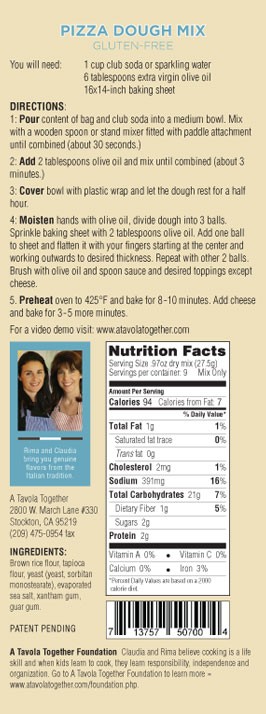 PIZZA DOUGH MIX
GLUTEN-FREE
You will need: 1 cup club soda or sparkling water
6 tablespoons extra virgin olive oil
16x14-inch baking sheet
DIRECTIONS:
1: Pour content of bag and club soda into a medium bowl. Mix
with a wooden spoon or stand mixer fitted with paddle attachment
until combined (about 30 seconds.)
2: Add 2 tablespoons olive oil and mix until combined (about 3
minutes.)
3: Cover bowl with plastic wrap and let the dough rest for a half
hour.
4: Moisten hands with olive oil, divide dough into 3 balls.
Sprinkle baking sheet with 2 tablespoons olive oil. Add one ball
to sheet and flatten it with your fingers starting at the center and
working outwards to desired thickness. Repeat with other 2 balls.
Brush with olive oil and spoon sauce and desired toppings except
cheese.
5. Preheat oven to 425°F and bake for 8-10 minutes. Add cheese
and bake for 3-5 more minutes.
For a video demo visit: www.atavolatogether.com
Rima and Claudia
bring you genuine
flavors from the
Italian tradition.
A Tavola Together
2800 W. March Lane #330
Stockton, CA 95219
(209) 475-0954 fax
INGREDIENTS:
Brown rice flour, tapioca
flour, yeast (yeast, sorbitan
monostearate), evaporated
sea salt, xantham gum,
guar gum.
PATENT PENDING
Nutrition Facts
Serving Size .97oz dry mix (27.5g)
Servings per container: 9 Mix Only
Amount Per Serving
Calories 94 Calories from Fat: 7
% Daily Value*
Total Fat 1g 1%
Saturated fat trace 0%
Trans fat 0g
Cholesterol 2mg 1%
Sodium 391mg 16%
Total Carbohydrates 21g 7%
Dietary Fiber 1g 5%
Sugars 2g
Protein 2g
Vitamin A 0% • Vitamin C 0%
Calcium 0% • Iron 3%
*Percent Daily Values are based on a 2000
calorie diet.
7 13757 50700 4
A Tavola Together Foundation Claudia and Rima believe cooking is a life
skill and when kids learn to cook, they learn responsibility, independence and
organization. Go to A Tavola Together Foundation to learn more –
www.atavolatogether.com/foundation.php.